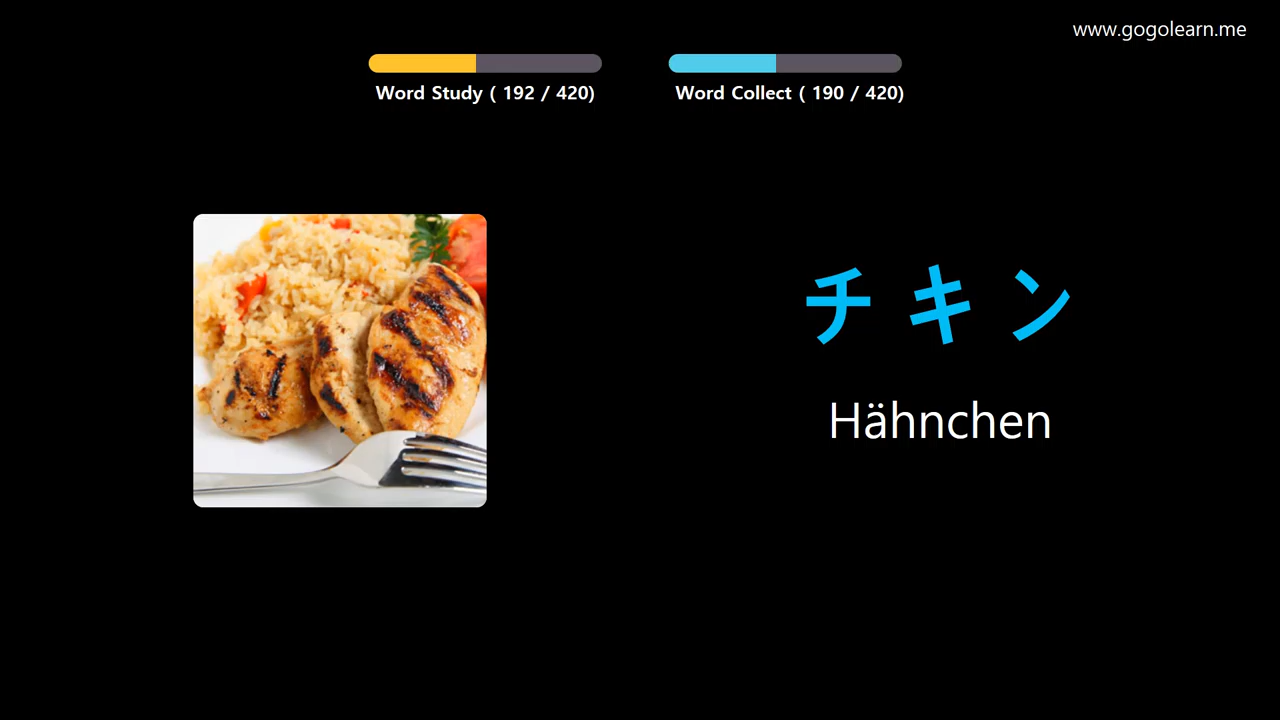 www.gogolearn.me
Word Study ( 192 / 420)
Word Collect ( 190 / 420)
チキン
Hähnchen